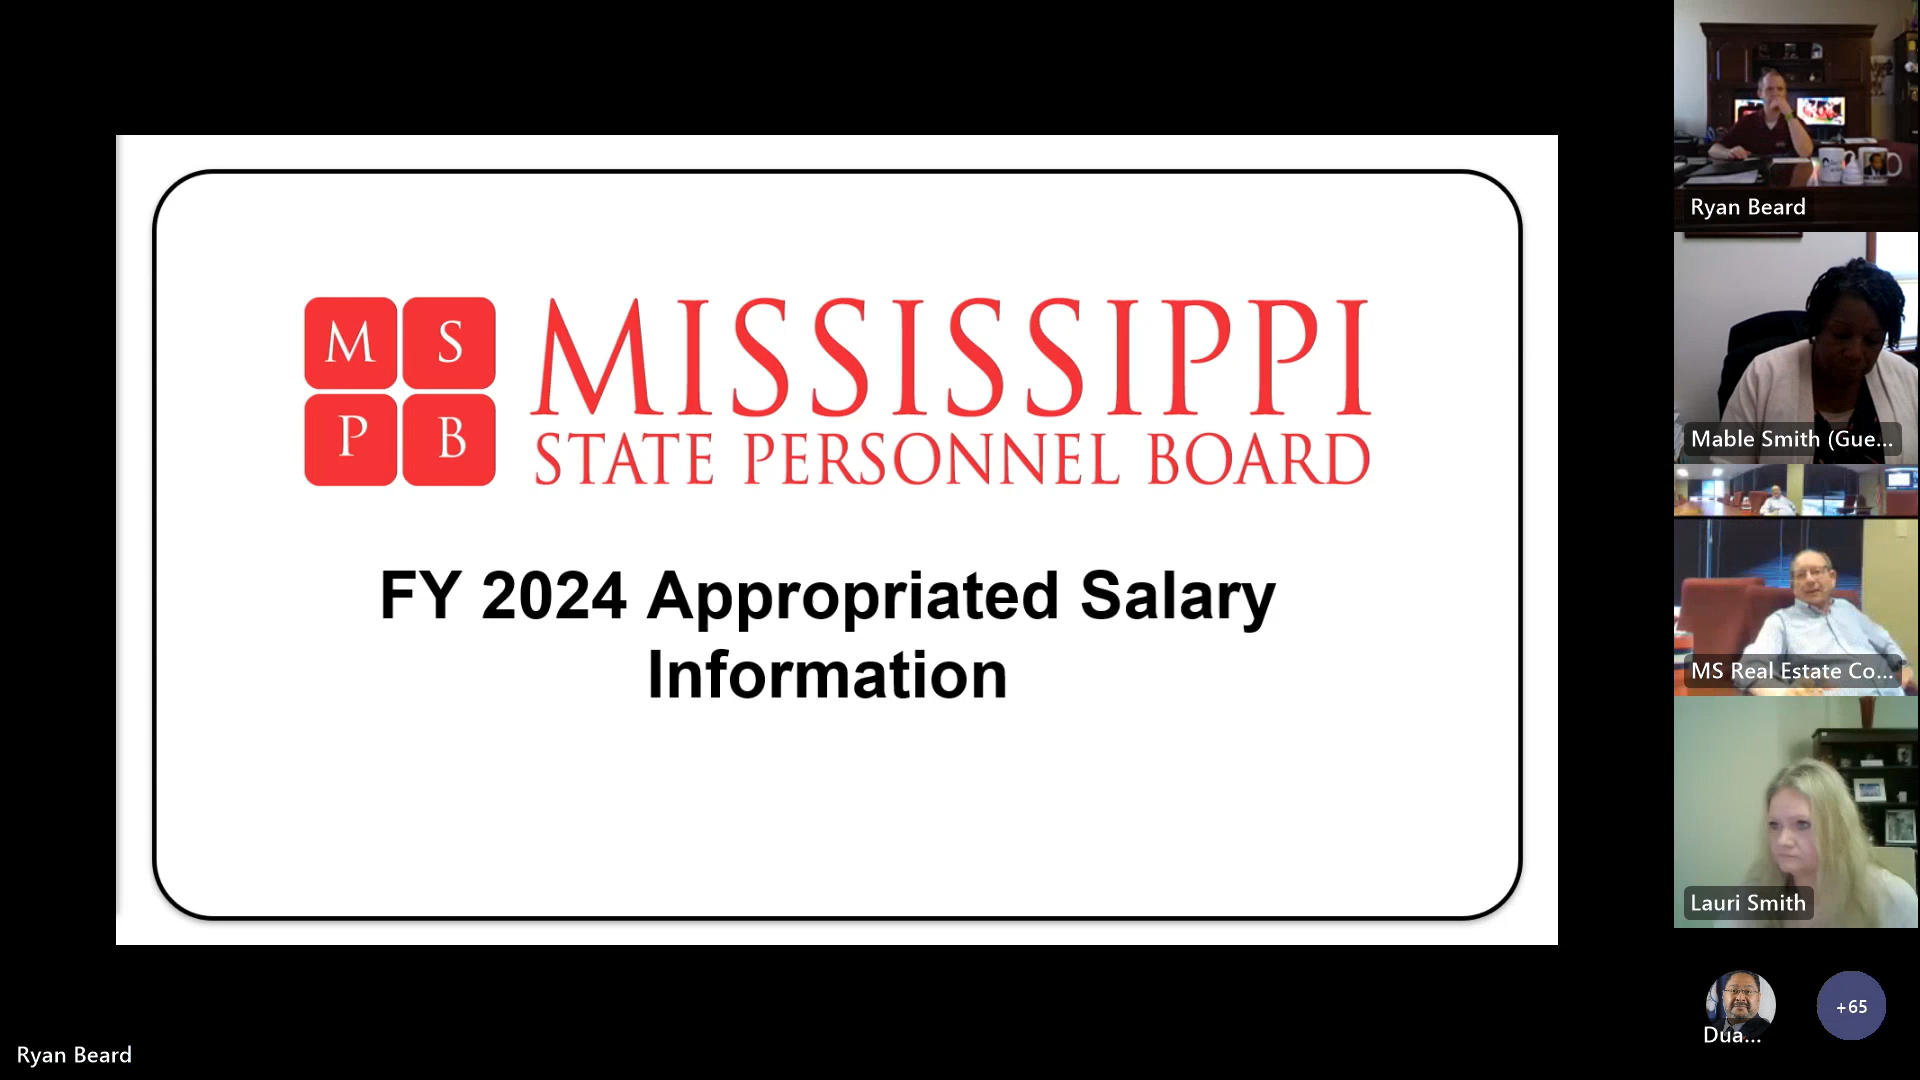 M S
P B
MISSISSIPPI
STATE PERSONNEL BOARD
FY 2024 Appropriated Salary
Information
Ryan Beard
Ryan Beard
Mable Smith (Gue...
MS Real Estate Co...
Lauri Smith
Dua...
+65